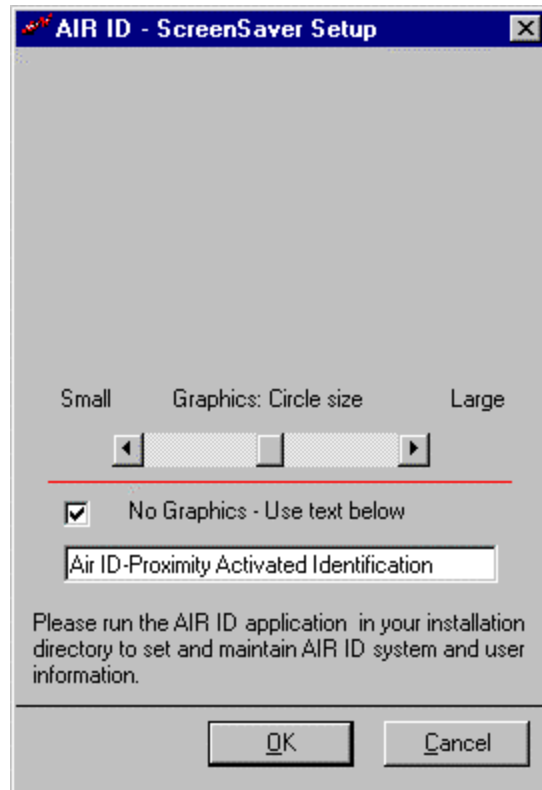 AIR ID - ScreenSaver Setup
Small Graphics: Circle size Large
No Graphics - Use text below
Air ID-Proximity Activated Identification
Please run the AIR ID application in your installation
directory to set and maintain AIR ID system and user
information.
OK Cancel